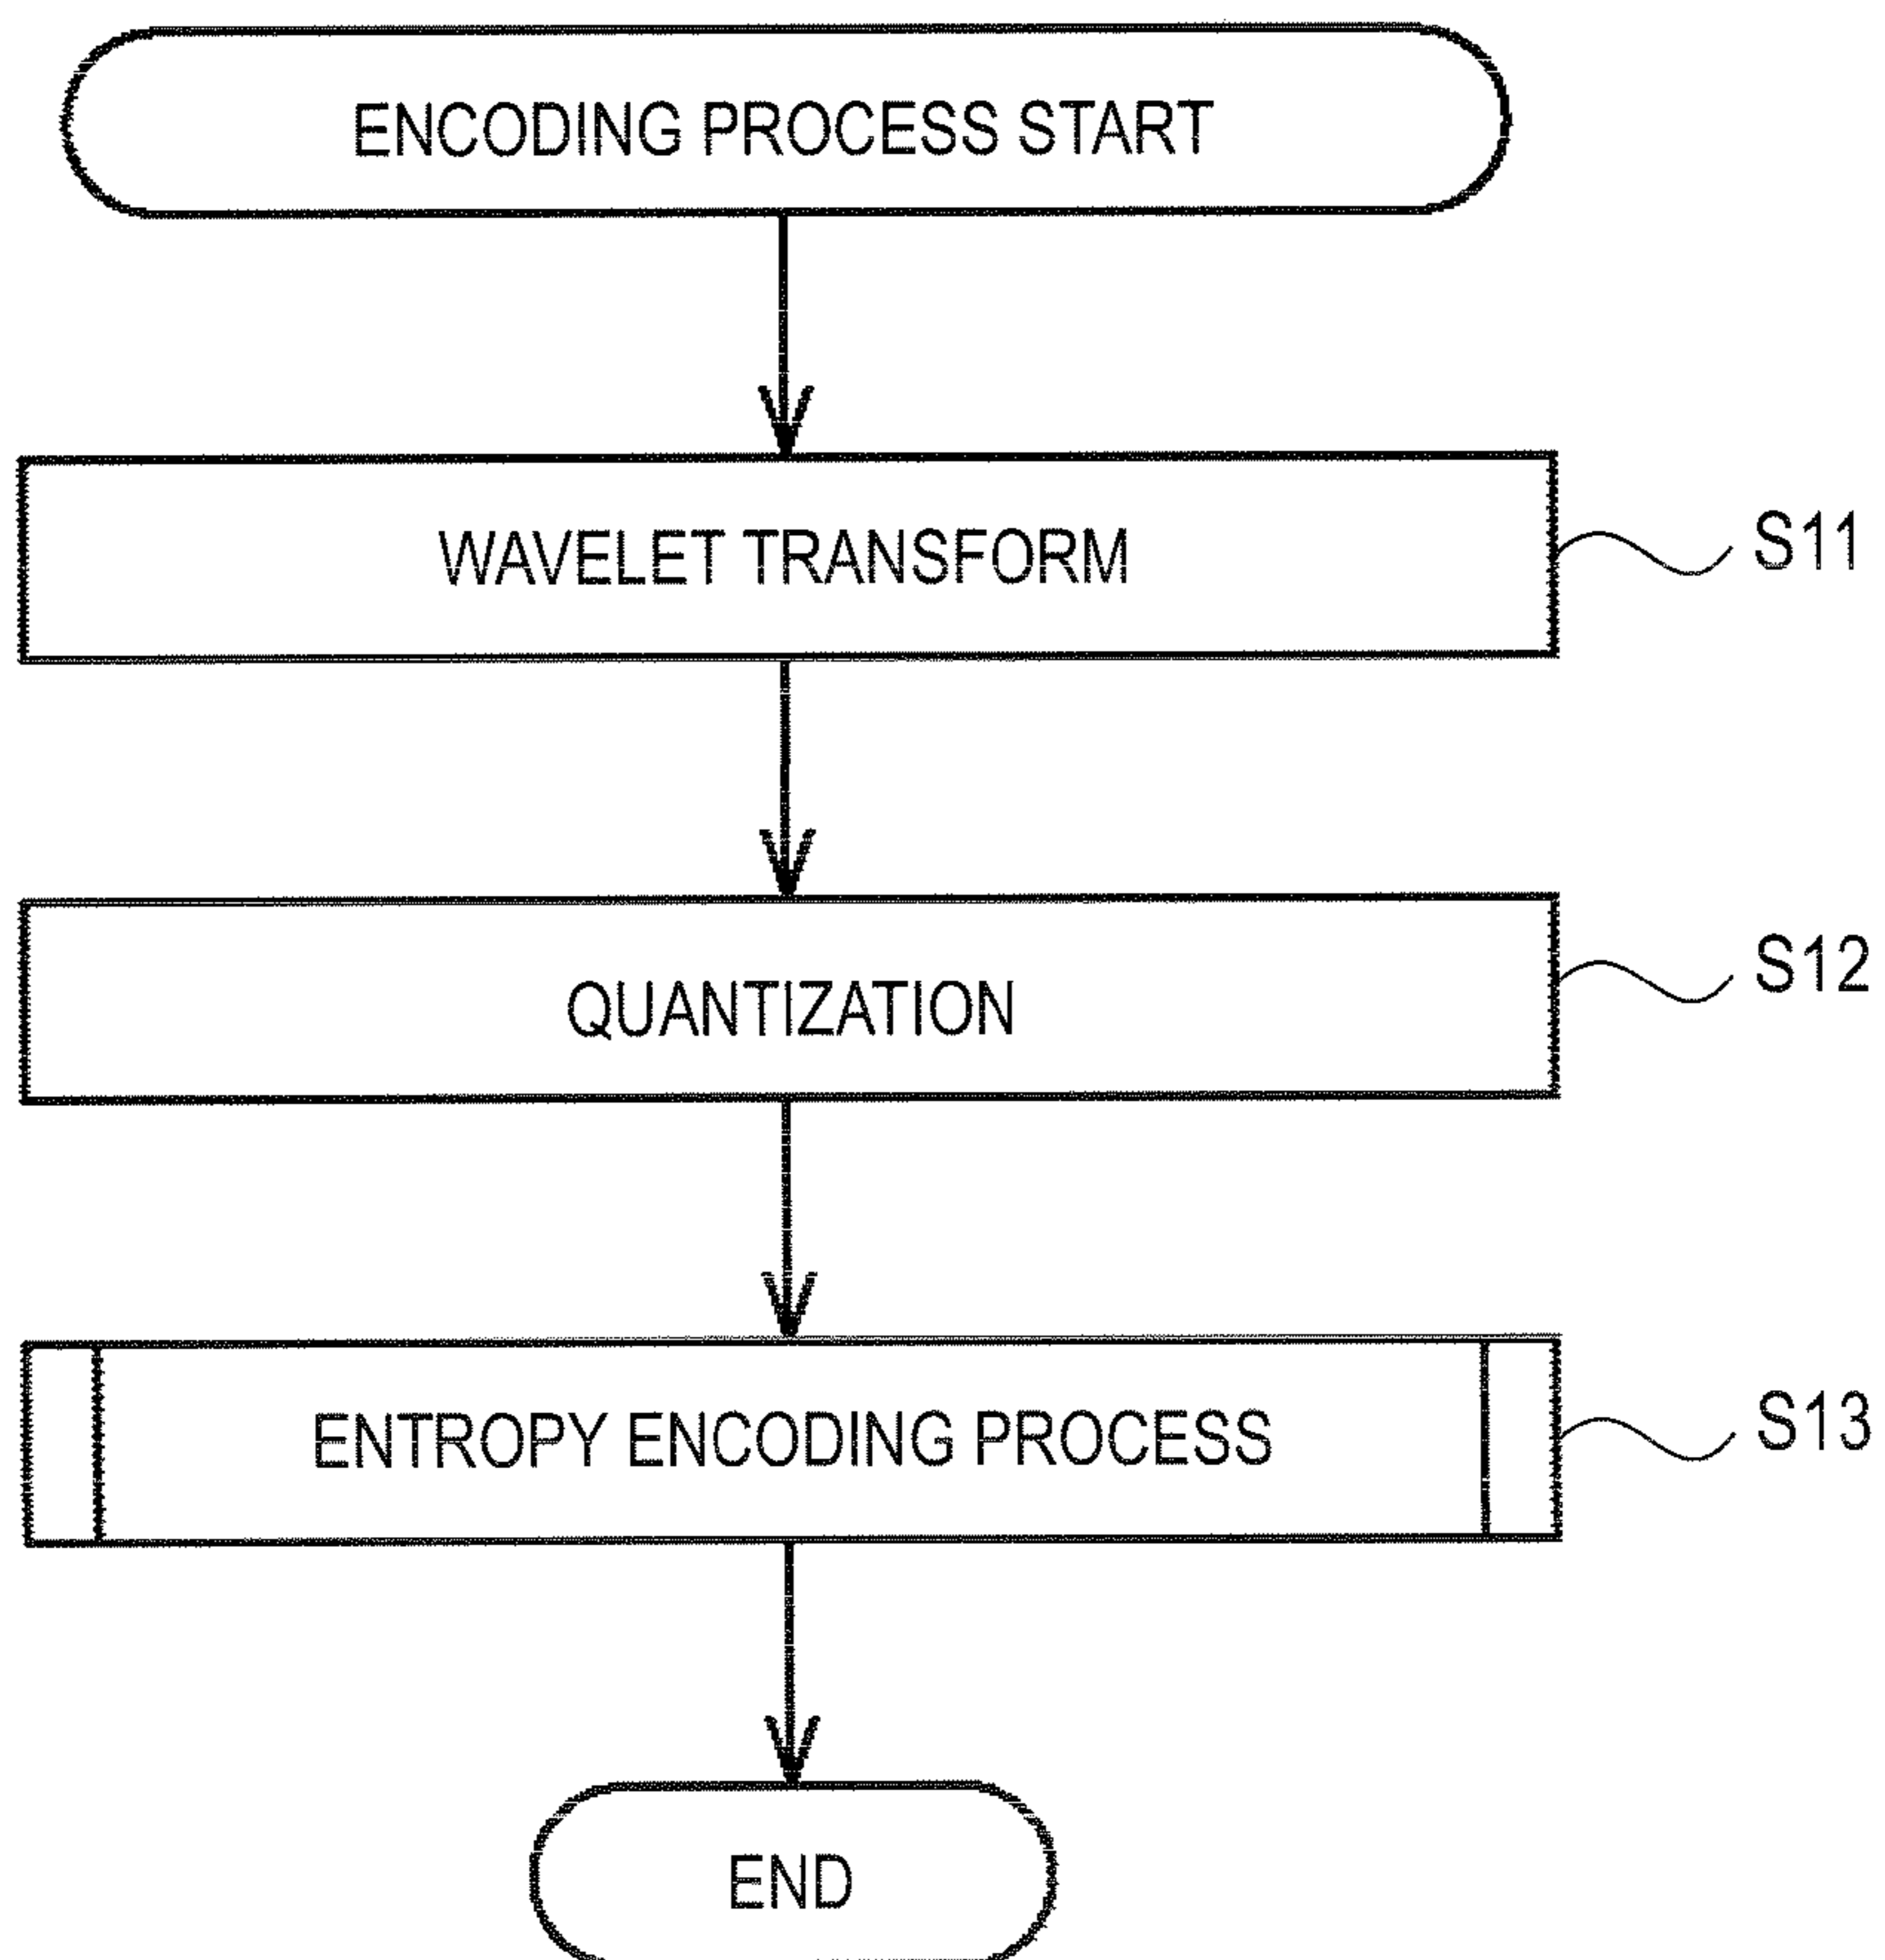 ENCODING PROCESS START
WAVELET TRANSFORM
S11
QUANTIZATION
S12
ENTROPY ENCODING PROCESS
S13
END